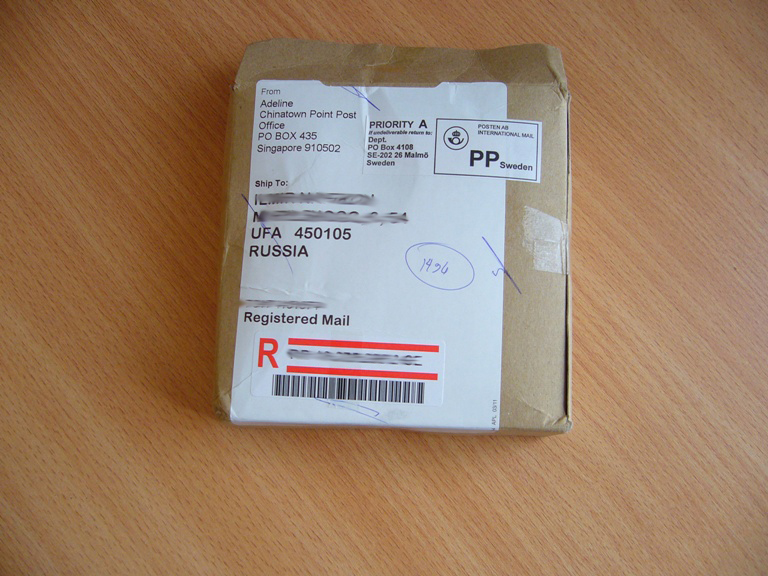 From
Adeline
Chinatown Point Post
Office
PO BOX 435
Singapore 910502
PRIORITY A
If undeliverable return to:
Dept.
PO Box 4108
SE-202 26 Malmö
Sweden
POSTEN AB
INTERNATIONAL MAIL
PP Sweden
Ship To:
UFA 450105
RUSSIA
1496
Registered Mail
R